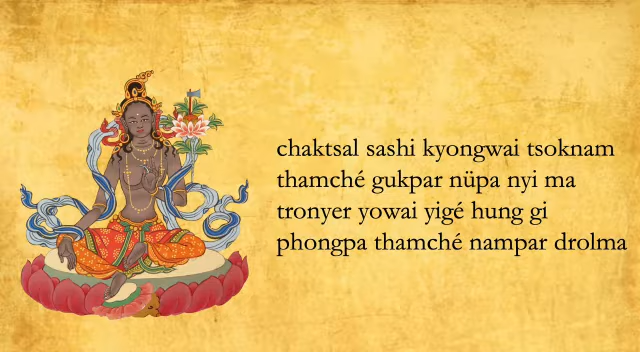 chaktsal sashi kyongwai tsoknam
thamché gukpar nüpa nyi ma
tronyer yowai yigé hung gi
phongpa thamché nampar drolma